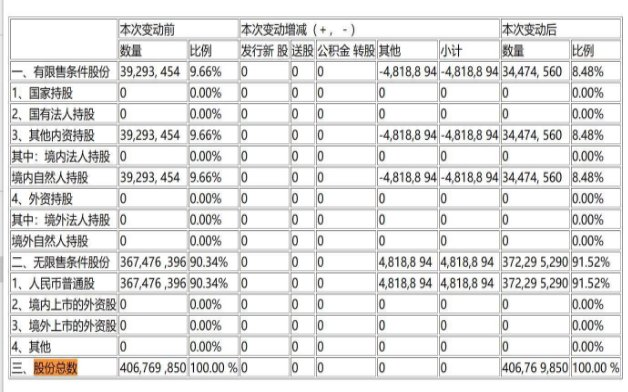 本次变动前 本次变动增减（+，-） 本次变动后
数量 比例 发行新 股 送股 公积金 转股 其他 小计 数量 比例
一、有限售条件股份 39,293, 454 9.66% 0 0 0 -4,818,8 94 -4,818,8 94 34,474, 560 8.48%
1、国家持股 0 0.00% 0 0 0 0 0 0 0.00%
2、国有法人持股 0 0.00% 0 0 0 0 0 0 0.00%
3、其他内资持股 39,293, 454 9.66% 0 0 0 -4,818,8 94 -4,818,8 94 34,474, 560 8.48%
其中：境内法人持股 0 0.00% 0 0 0 0 0 0 0.00%
境内自然人持股 39,293, 454 9.66% 0 0 0 -4,818,8 94 -4,818,8 94 34,474, 560 8.48%
4、外资持股 0 0.00% 0 0 0 0 0 0 0.00%
其中：境外法人持股 0 0.00% 0 0 0 0 0 0 0.00%
境外自然人持股 0 0.00% 0 0 0 0 0 0 0.00%
二、无限售条件股份 367,476 ,396 90.34% 0 0 0 4,818,8 94 4,818,8 94 372,29 5,290 91.52%
1、人民币普通股 367,476 ,396 90.34% 0 0 0 4,818,8 94 4,818,8 94 372,29 5,290 91.52%
2、境内上市的外资股 0 0.00% 0 0 0 0 0 0 0.00%
3、境外上市的外资股 0 0.00% 0 0 0 0 0 0 0.00%
4、其他 0 0.00% 0 0 0 0 0 0 0.00%
三、股份总数 406,769 ,850 100.00 % 0 0 0 0 0 406,76 9,850 100.00 %